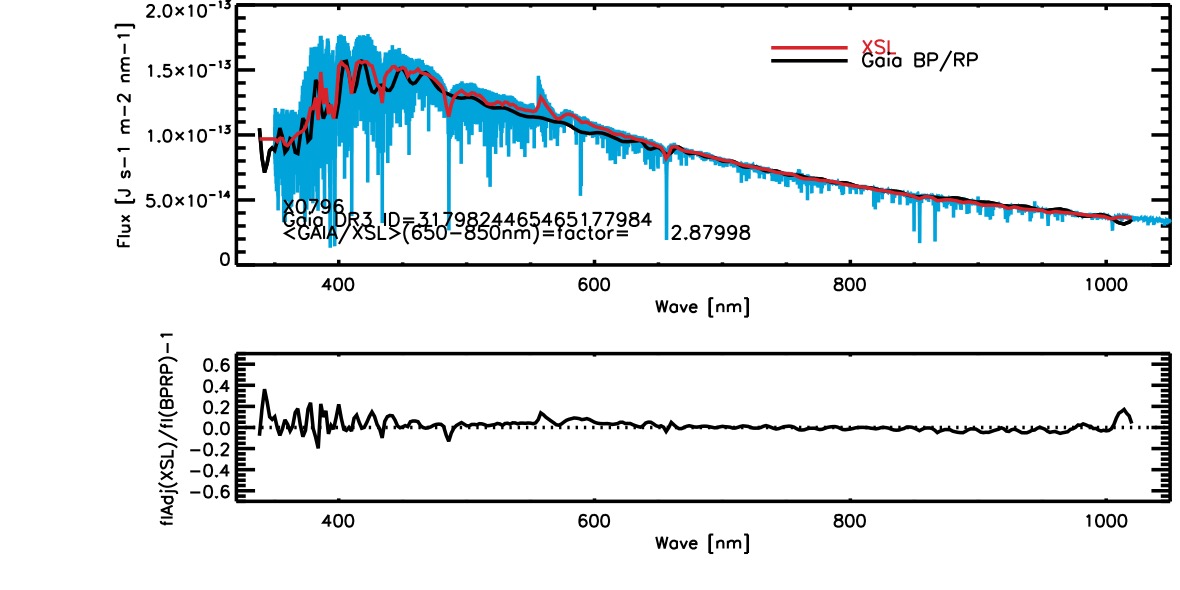 2.0×10−13
1.5×10−13
1.0×10−13
5.0×10−14
0
Flux [J s−1 m−2 nm−1]
XSL
Gaia BP/RP
X0796
Gaia DR3 ID=3179824465465177984
<GAIA/XSL>(650−850nm)=factor= 2.87998
400 600 800 1000
Wave [nm]
0.6
0.4
0.2
0.0
−0.2
−0.4
−0.6
flAdj(XSL)/fl(BPRP)−1
400 600 800 1000
Wave [nm]